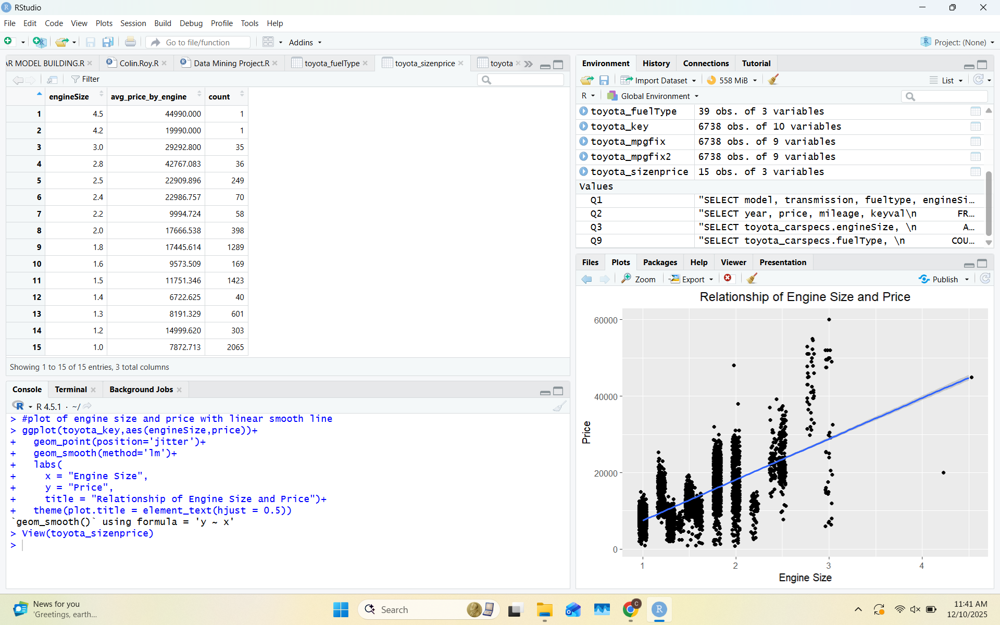 RStudio
File Edit Code View Plots Session Build Debug Profile Tools Help
Go to file/function Addins Project: (None)
AR MODEL BUILDING.R Colin.Roy.R Data Mining Project.R toyota_fuelType toyota_sizenprice toyota
Filter
engineSize avg_price_by_engine count
1 4.5 44990.000 1
2 4.2 19990.000 1
3 3.0 29292.800 35
4 2.8 42767.083 36
5 2.5 22909.896 249
6 2.4 22986.757 70
7 2.2 9994.724 58
8 2.0 17666.538 398
9 1.8 17445.614 1289
10 1.6 9573.509 169
11 1.5 11751.346 1423
12 1.4 6722.625 40
13 1.3 8191.329 601
14 1.2 14999.620 303
15 1.0 7872.713 2065
Showing 1 to 15 of 15 entries, 3 total columns
Console Terminal Background Jobs
R R 4.5.1 · ~/
> #plot of engine size and price with linear smooth line
> ggplot(toyota_key,aes(engineSize,price))+
+ geom_point(position='jitter')+
+ geom_smooth(method='lm')+
+ labs(
+ x = "Engine Size",
+ y = "Price",
+ title = "Relationship of Engine Size and Price")+
+ theme(plot.title = element_text(hjust = 0.5))
`geom_smooth()` using formula = 'y ~ x'
> View(toyota_sizenprice)
>
Environment History Connections Tutorial
Import Dataset 558 MiB List
R Global Environment
toyota_fuelType 39 obs. of 3 variables
toyota_key 6738 obs. of 10 variables
toyota_mpgfix 6738 obs. of 9 variables
toyota_mpgfix2 6738 obs. of 9 variables
toyota_sizenprice 15 obs. of 3 variables
Values
Q1 "SELECT model, transmission, fueltype, engineSi…
Q2 "SELECT year, price, mileage, keyval\n FR…
Q3 "SELECT toyota_carspecs.engineSize, \n A…
Q9 "SELECT toyota_carspecs.fuelType, \n COU…
Files Plots Packages Help Viewer Presentation
Zoom Export Publish
Relationship of Engine Size and Price
60000
40000
20000
0
Price
1 2 3 4
Engine Size
News for you
'Greetings, earth...
Search
C
R
11:41 AM
12/10/2025